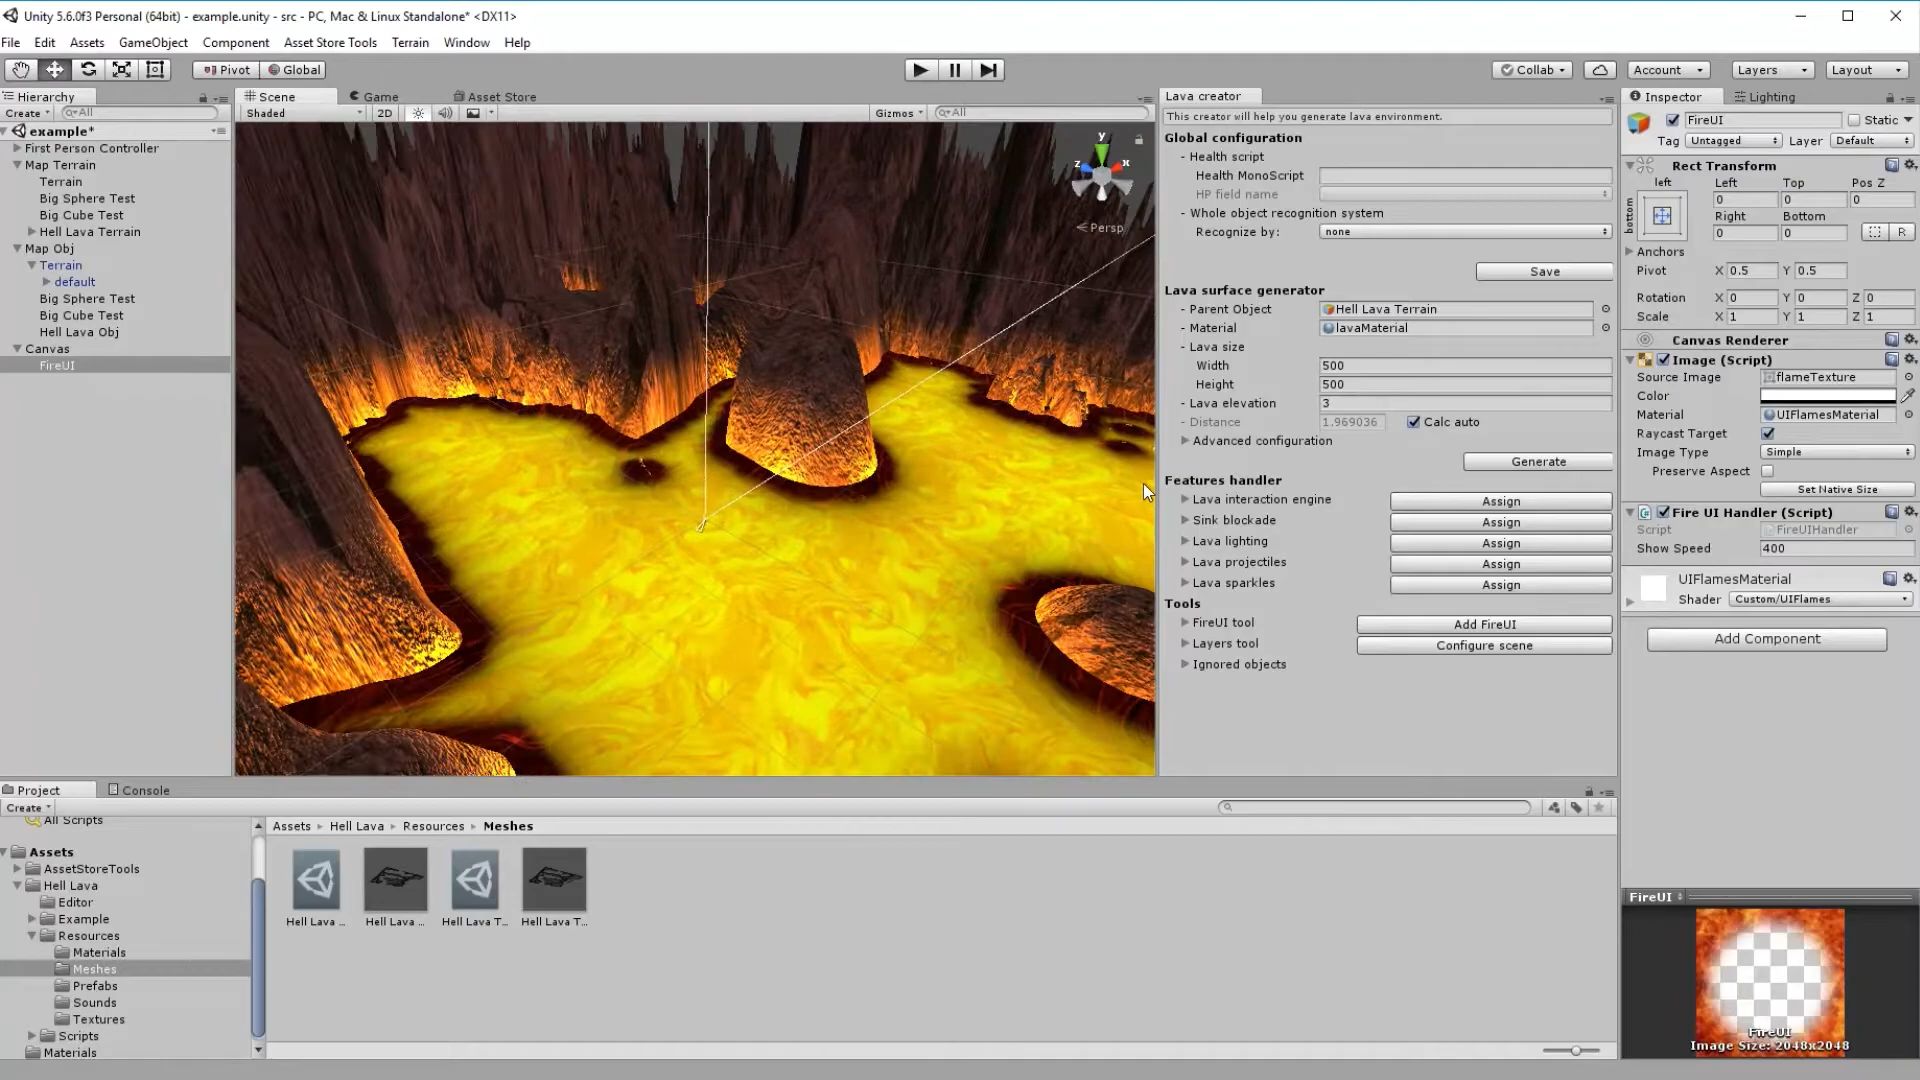 Unity 5.6.0f3 Personal (64bit) - example.unity - src - PC, Mac & Linux Standalone* <DX11>
File Edit Assets GameObject Component Asset Store Tools Terrain Window Help
Pivot Global Collab Account Layers Layout
Hierarchy
Create All
example*
First Person Controller
Map Terrain
Terrain
Big Sphere Test
Big Cube Test
Hell Lava Terrain
Map Obj
Terrain
default
Big Sphere Test
Big Cube Test
Hell Lava Obj
Canvas
FireUI
Scene Game Asset Store
Shaded 2D Gizmos All
y
z x
Persp
Lava creator
This creator will help you generate lava environment.
Global configuration
- Health script
Health MonoScript
HP field name
- Whole object recognition system
Recognize by: none
Save
Lava surface generator
- Parent Object Hell Lava Terrain
- Material lavaMaterial
- Lava size
Width 500
Height 500
- Lava elevation 3
- Distance 1.969036 Calc auto
Advanced configuration
Generate
Features handler
Lava interaction engine Assign
Sink blockade Assign
Lava lighting Assign
Lava projectiles Assign
Lava sparkles Assign
Tools
FireUI tool Add FireUI
Layers tool Configure scene
Ignored objects
Inspector Lighting
FireUI Static
Tag Untagged Layer Default
Rect Transform
left Left Top Pos Z
bottom 0 0 0
Right Bottom
0 0 R
Anchors
Pivot X 0.5 Y 0.5
Rotation X 0 Y 0 Z 0
Scale X 1 Y 1 Z 1
Canvas Renderer
Image (Script)
Source Image flameTexture
Color
Material UIFlamesMaterial
Raycast Target
Image Type Simple
Preserve Aspect
Set Native Size
Fire UI Handler (Script)
Script FireUIHandler
Show Speed 400
UIFlamesMaterial
Shader Custom/UIFlames
Add Component
FireUI
FireUI
Image Size: 2048x2048
Project Console
Create
All Scripts
Assets
AssetStoreTools
Hell Lava
Editor
Example
Resources
Materials
Meshes
Prefabs
Sounds
Textures
Scripts
Materials
Assets Hell Lava Resources Meshes
Hell Lava ... Hell Lava ... Hell Lava T... Hell Lava T...